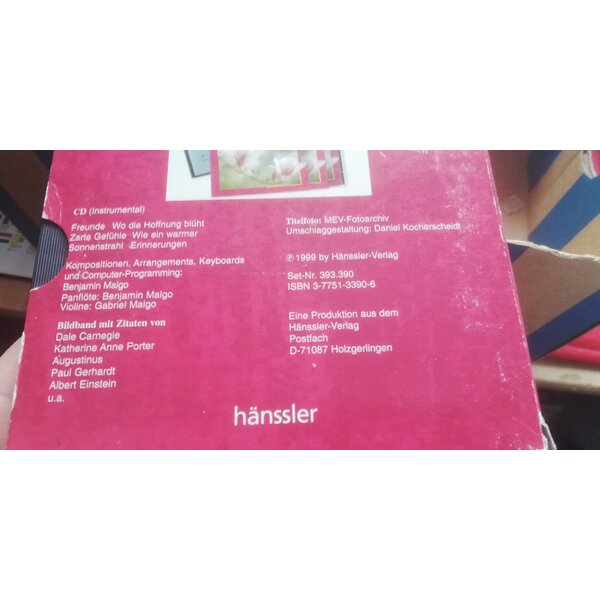 CD (Instrumental)
Freunde Wo die Hoffnung blüht
Zarte Gefühle Wie ein warmer
Sonnenstrahl Erinnerungen
Kompositionen, Arrangements, Keyboards
und Computer-Programming:
Benjamin Malgo
Panflöte: Benjamin Malgo
Violine: Gabriel Malgo
Bildband mit Zitaten von
Dale Carnegie
Katherine Anne Porter
Augustinus
Paul Gerhardt
Albert Einstein
u.a.
Titelfoto: MEV-Fotoarchiv
Umschlaggestaltung: Daniel Kocherscheidt
℗ 1999 by Hänssler-Verlag
Set-Nr. 393.390
ISBN 3-7751-3390-6
Eine Produktion aus dem
Hänssler-Verlag
Postfach
D-71087 Holzgerlingen
hänssler